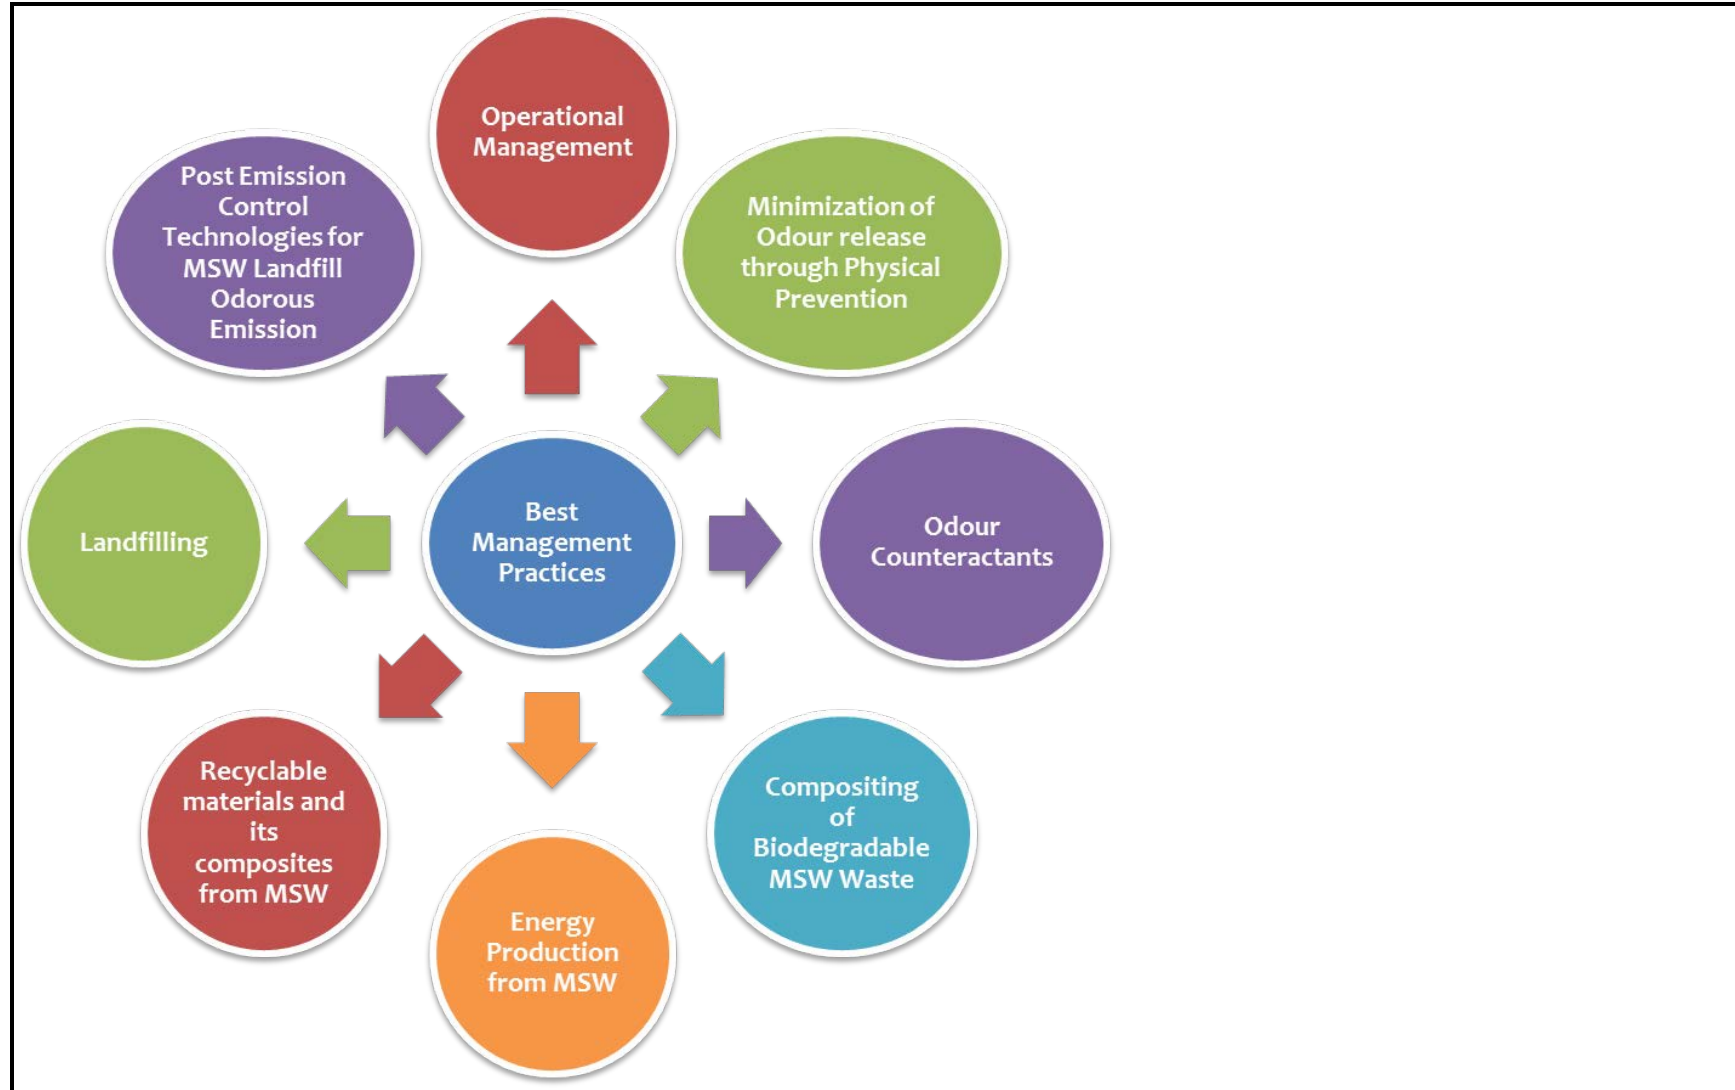 Operational
Management
Minimization of
Odour release
through Physical
Prevention
Odour
Counteractants
Compositing
of
Biodegradable
MSW Waste
Energy
Production
from MSW
Recyclable
materials and
its
composites
from MSW
Landfilling
Post Emission
Control
Technologies for
MSW Landfill
Odorous
Emission
Best
Management
Practices